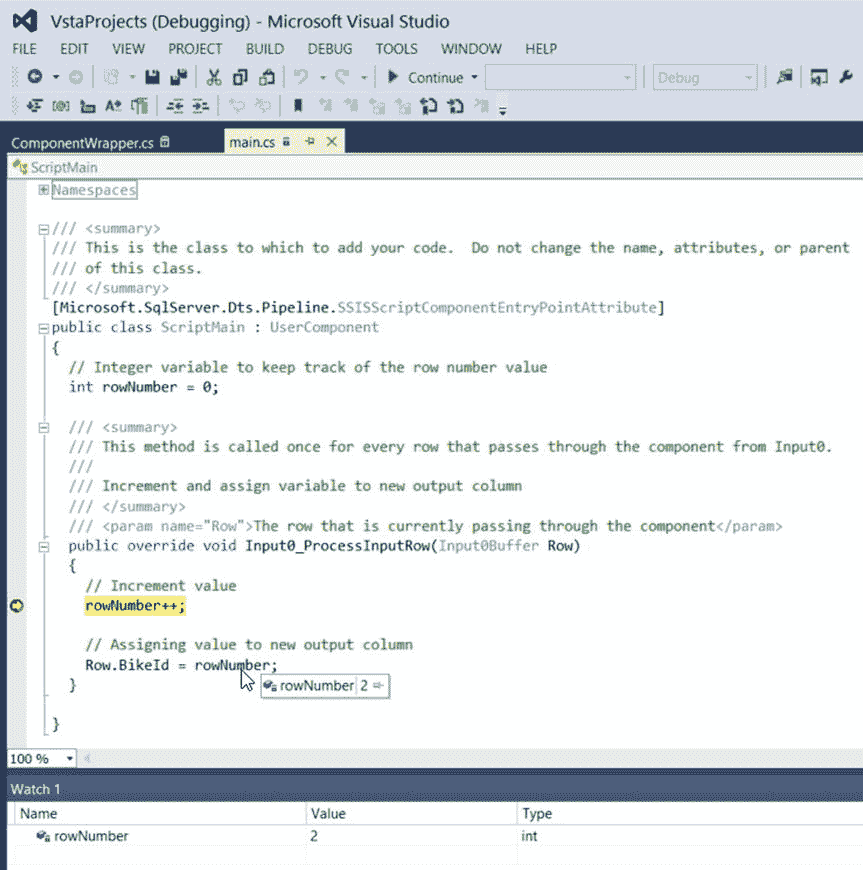 VstaProjects (Debugging) - Microsoft Visual Studio
FILE EDIT VIEW PROJECT BUILD DEBUG TOOLS WINDOW HELP
Continue Debug
ComponentWrapper.cs main.cs
ScriptMain
Namespaces
/// <summary>
/// This is the class to which to add your code.  Do not change the name, attributes, or parent
/// of this class.
/// </summary>
[Microsoft.SqlServer.Dts.Pipeline.SSISScriptComponentEntryPointAttribute]
public class ScriptMain : UserComponent
{
// Integer variable to keep track of the row number value
int rowNumber = 0;
/// <summary>
/// This method is called once for every row that passes through the component from Input0.
///
/// Increment and assign variable to new output column
/// </summary>
/// <param name="Row">The row that is currently passing through the component</param>
public override void Input0_ProcessInputRow(Input0Buffer Row)
{
// Increment value
rowNumber++;
// Assigning value to new output column
Row.BikeId = rowNumber;
} rowNumber 2
}
100 %
Watch 1
Name Value Type
rowNumber 2 int